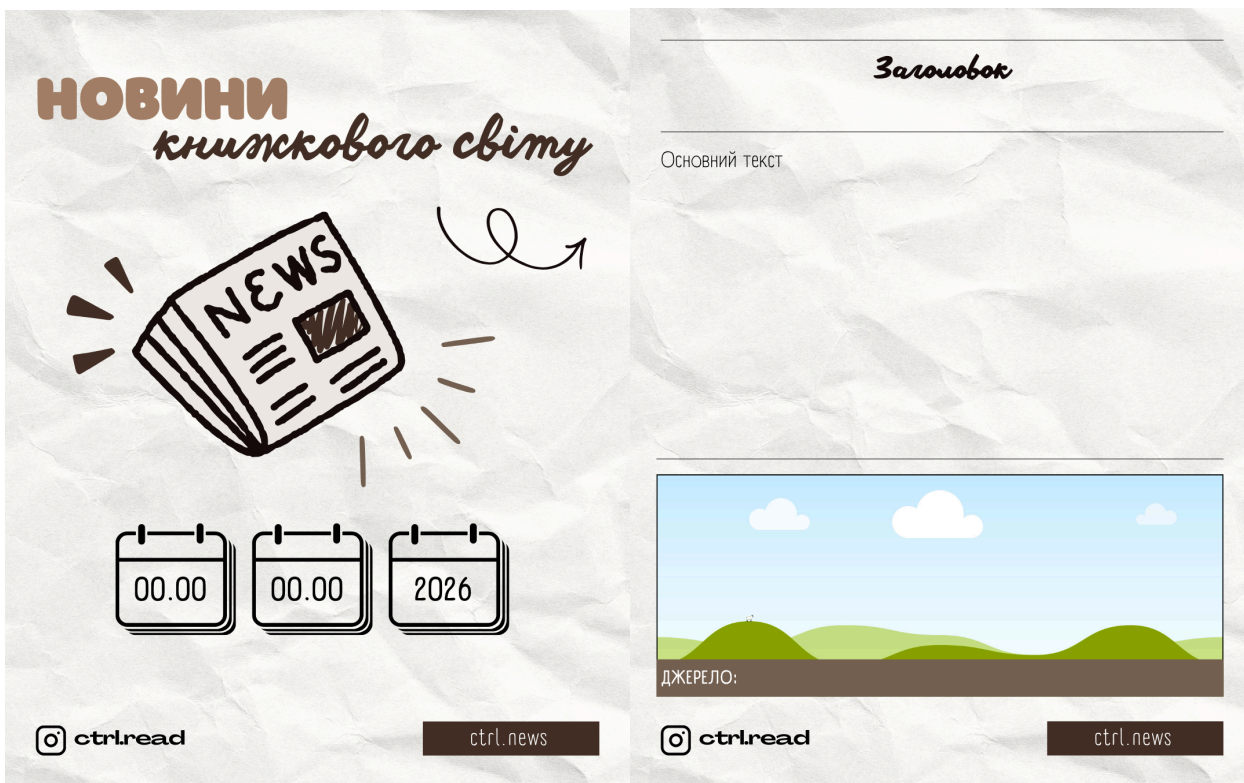 НОВИНИ
книжкового світу
NEWS
00.00
00.00
2026
ctrl.read
ctrl.news
Заголовок
Основний текст
ДЖЕРЕЛО:
ctrl.read
ctrl.news